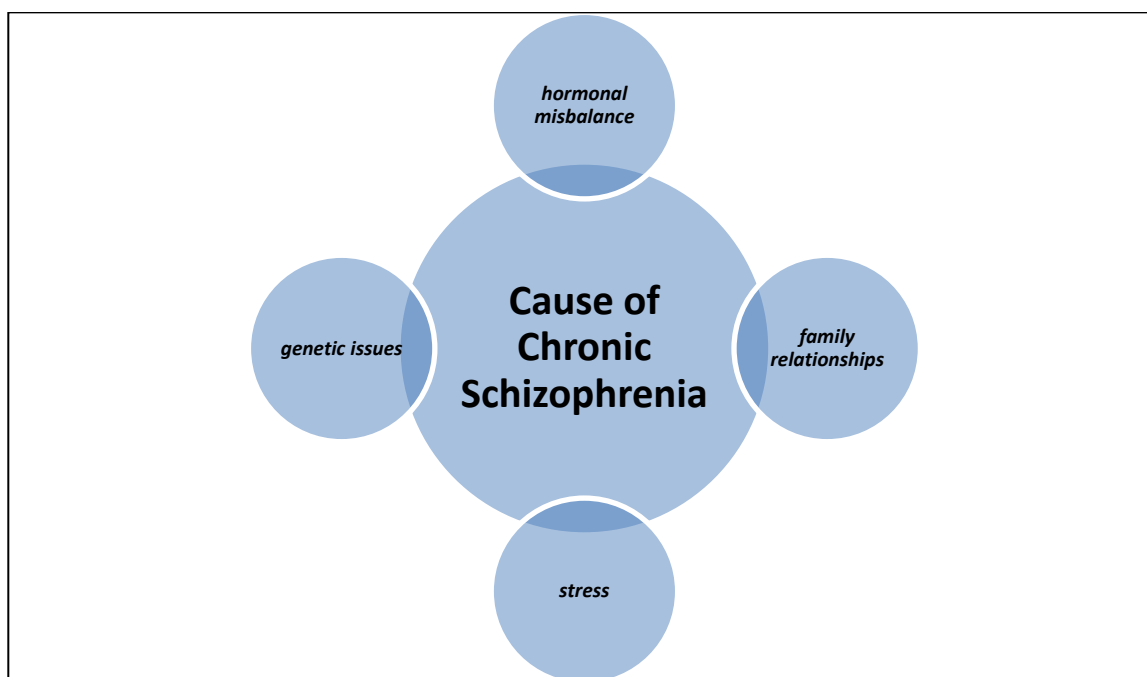 hormonal
misbalance
Cause of
Chronic
Schizophrenia
genetic issues
family
relationships
stress